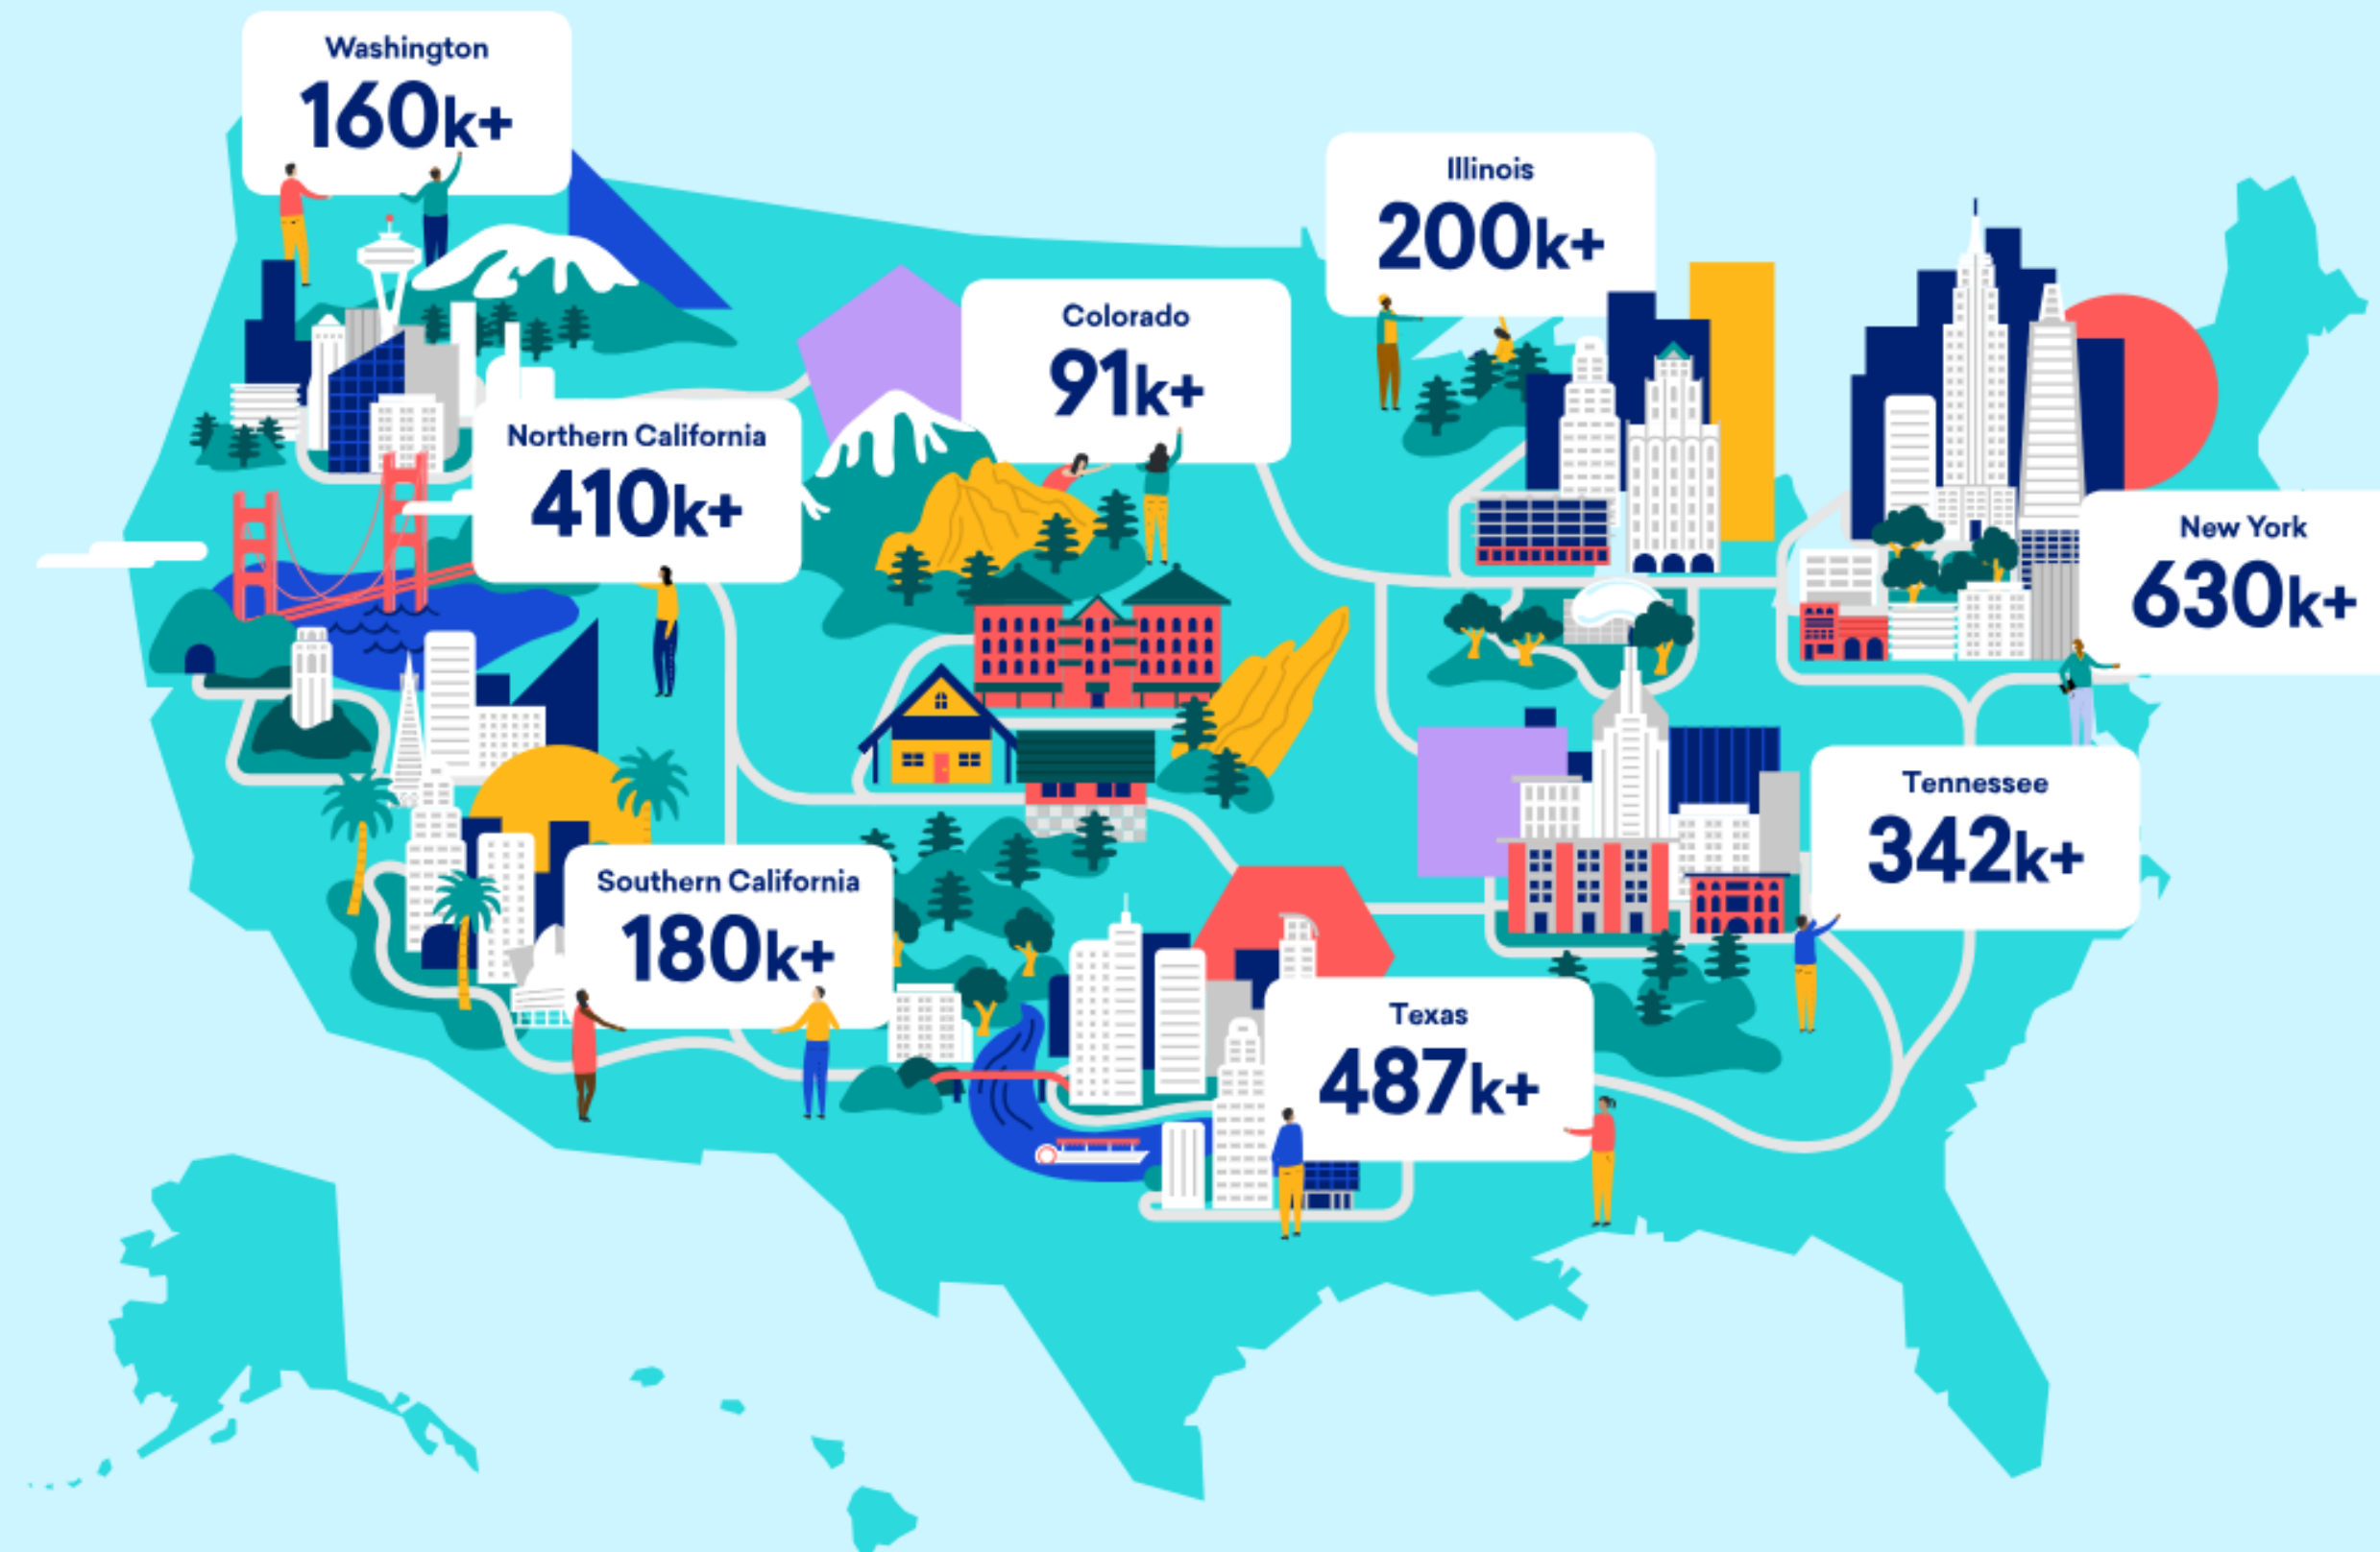 Washington
160k+
Illinois
200k+
Colorado
91k+
Northern California
410k+
New York
630k+
Tennessee
342k+
Southern California
180k+
Texas
487k+